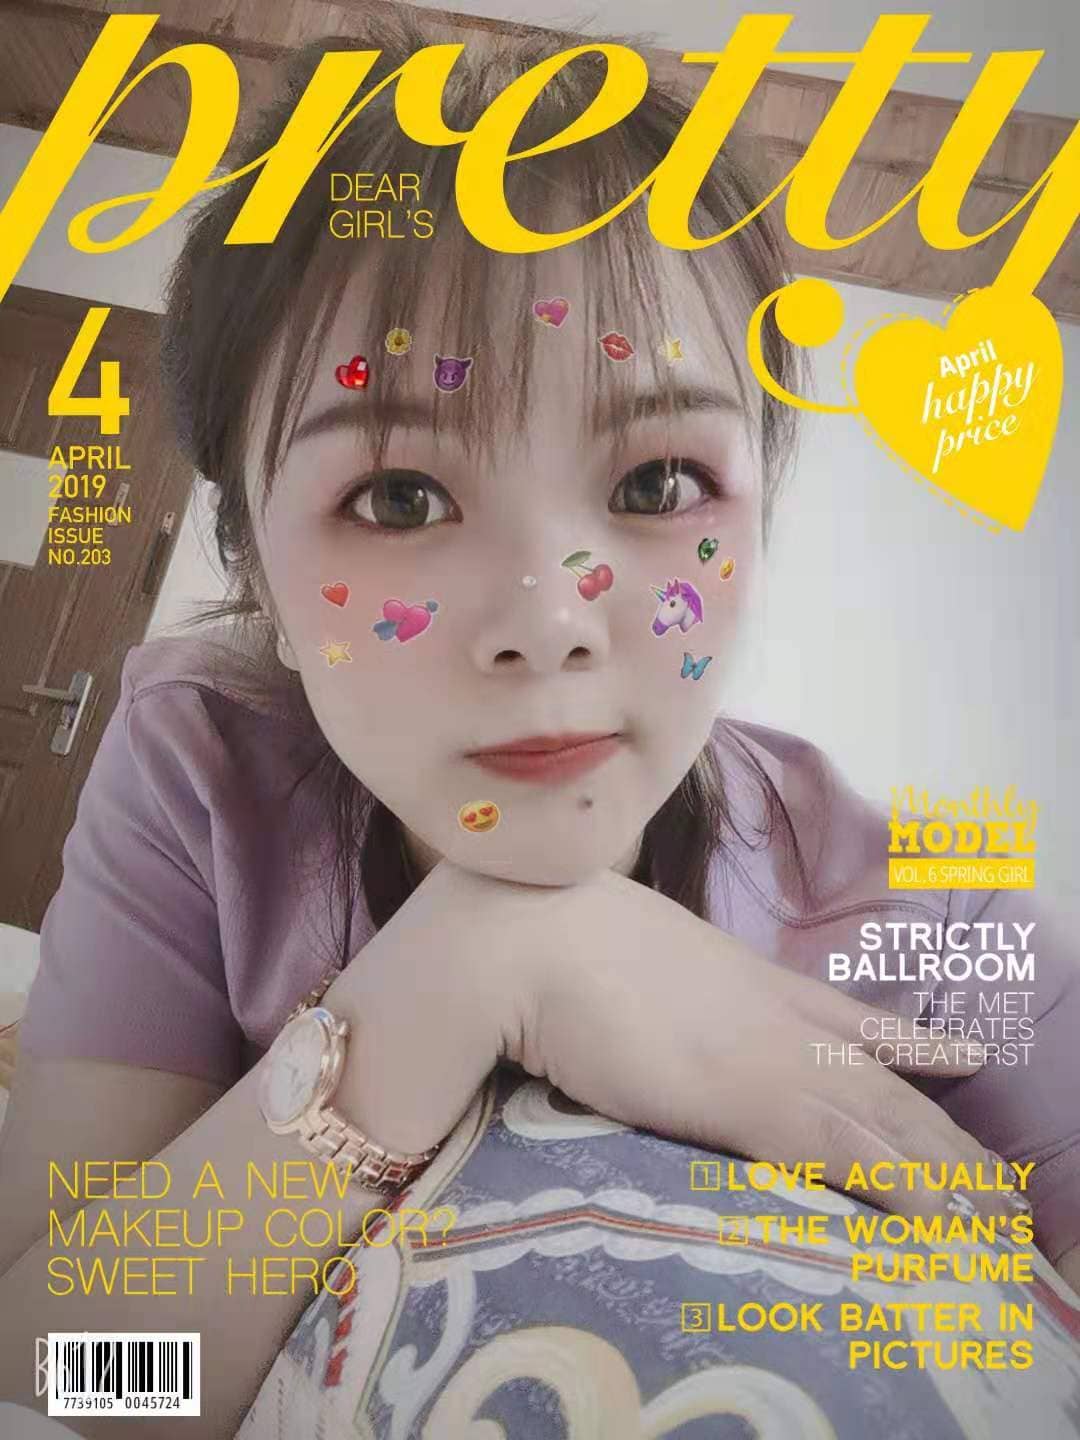 pretty
DEAR
GIRL'S
4
APRIL
2019
FASHION
ISSUE
NO.203
April
happy
price
Monthly
MODEL
VOL.6 SPRING GIRL
STRICTLY
BALLROOM
THE MET
CELEBRATES
THE CREATERST
NEED A NEW
MAKEUP COLOR?
SWEET HERO
1 LOVE ACTUALLY
2 THE WOMAN'S
PURFUME
3 LOOK BATTER IN
PICTURES
7739105 0045724